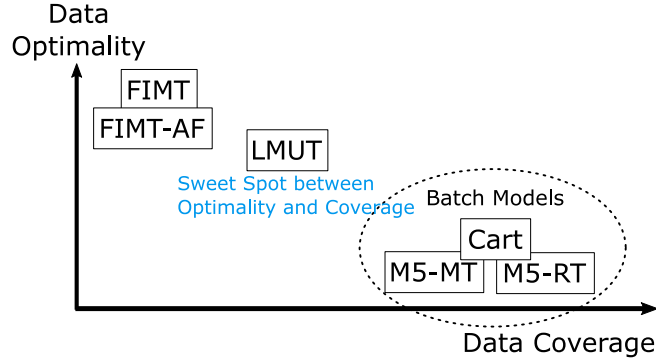 Data
Optimality
FIMT
FIMT-AF
LMUT
Sweet Spot between
Optimality and Coverage
Batch Models
Cart
M5-MT
M5-RT
Data Coverage